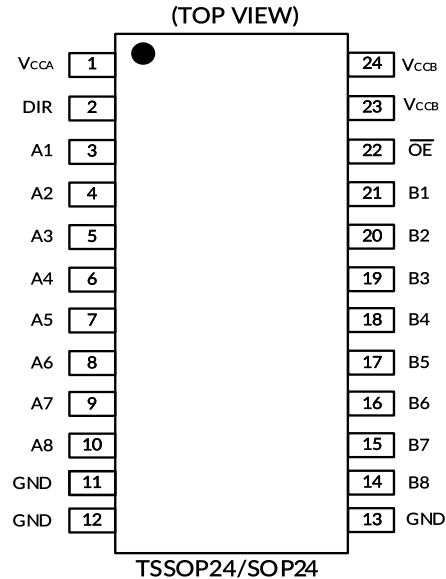 (TOP VIEW)
VCCA 1 24 VCCB
DIR 2 23 VCCB
A1 3 22 O̅E̅
A2 4 21 B1
A3 5 20 B2
A4 6 19 B3
A5 7 18 B4
A6 8 17 B5
A7 9 16 B6
A8 10 15 B7
GND 11 14 B8
GND 12 13 GND
TSSOP24/SOP24